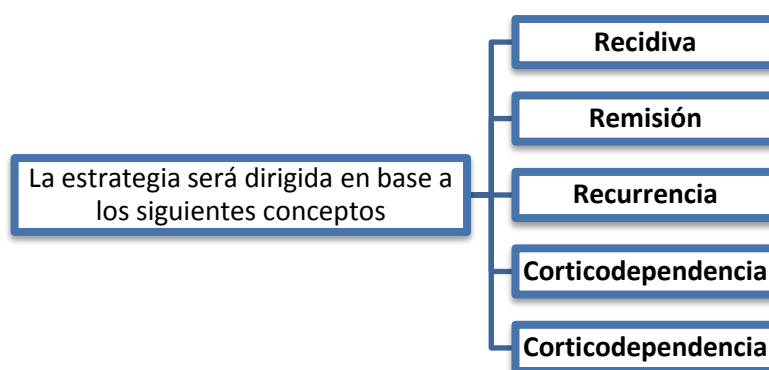 Recidiva
Remisión
La estrategia será dirigida en base a
los siguientes conceptos
Recurrencia
Corticodependencia
Corticodependencia